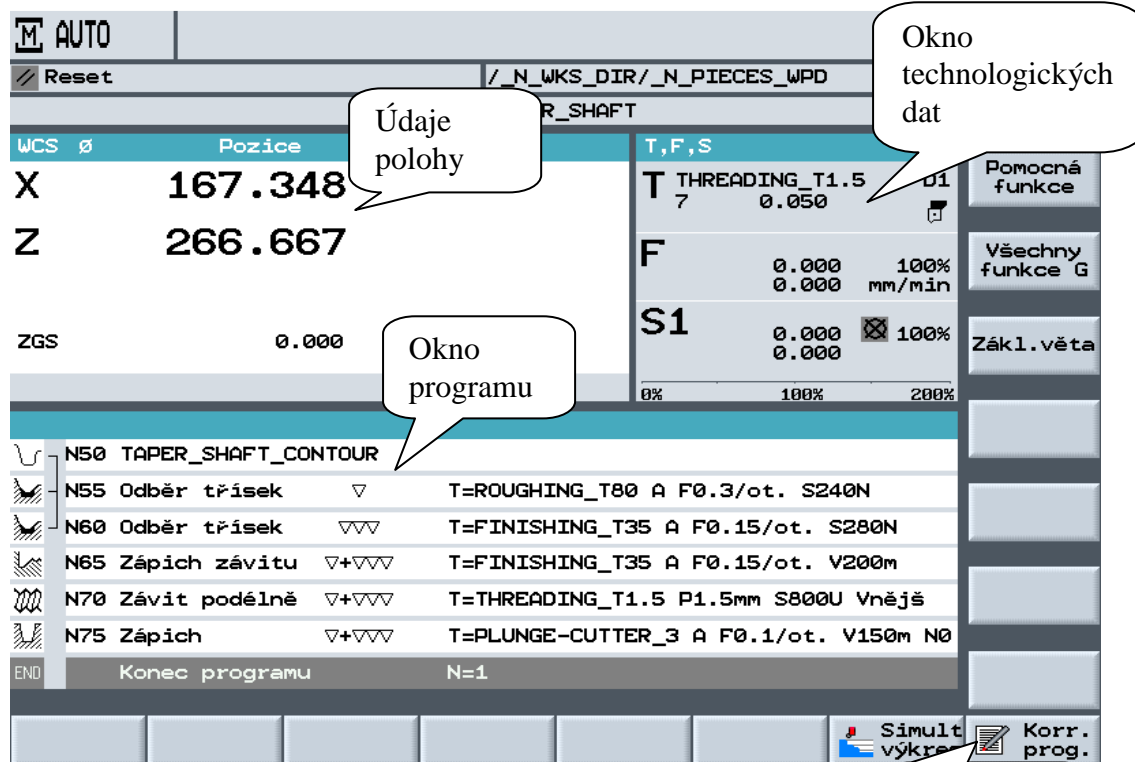 M AUTO
Reset
/_N_WKS_DIR/_N_PIECES_WPD
R_SHAFT
Okno
technologických
dat
Údaje
polohy
WCS Ø Pozice
X 167.348
Z 266.667
ZGS 0.000
T,F,S
T THREADING_T1.5 D1
7 0.050
F 0.000 100%
0.000 mm/min
S1 0.000 100%
0.000
0% 100% 200%
Okno
programu
Pomocná
funkce
Všechny
funkce G
Zákl.věta
N50 TAPER_SHAFT_CONTOUR
N55 Odběr třísek ▽ T=ROUGHING_T80 A F0.3/ot. S240N
N60 Odběr třísek ▽▽▽ T=FINISHING_T35 A F0.15/ot. S280N
N65 Zápich závitu ▽+▽▽▽ T=FINISHING_T35 A F0.15/ot. V200m
N70 Závit podélně ▽+▽▽▽ T=THREADING_T1.5 P1.5mm S800U Vnějš
N75 Zápich ▽+▽▽▽ T=PLUNGE-CUTTER_3 A F0.1/ot. V150m N0
END Konec programu N=1
Simult
výkres
Korr.
prog.